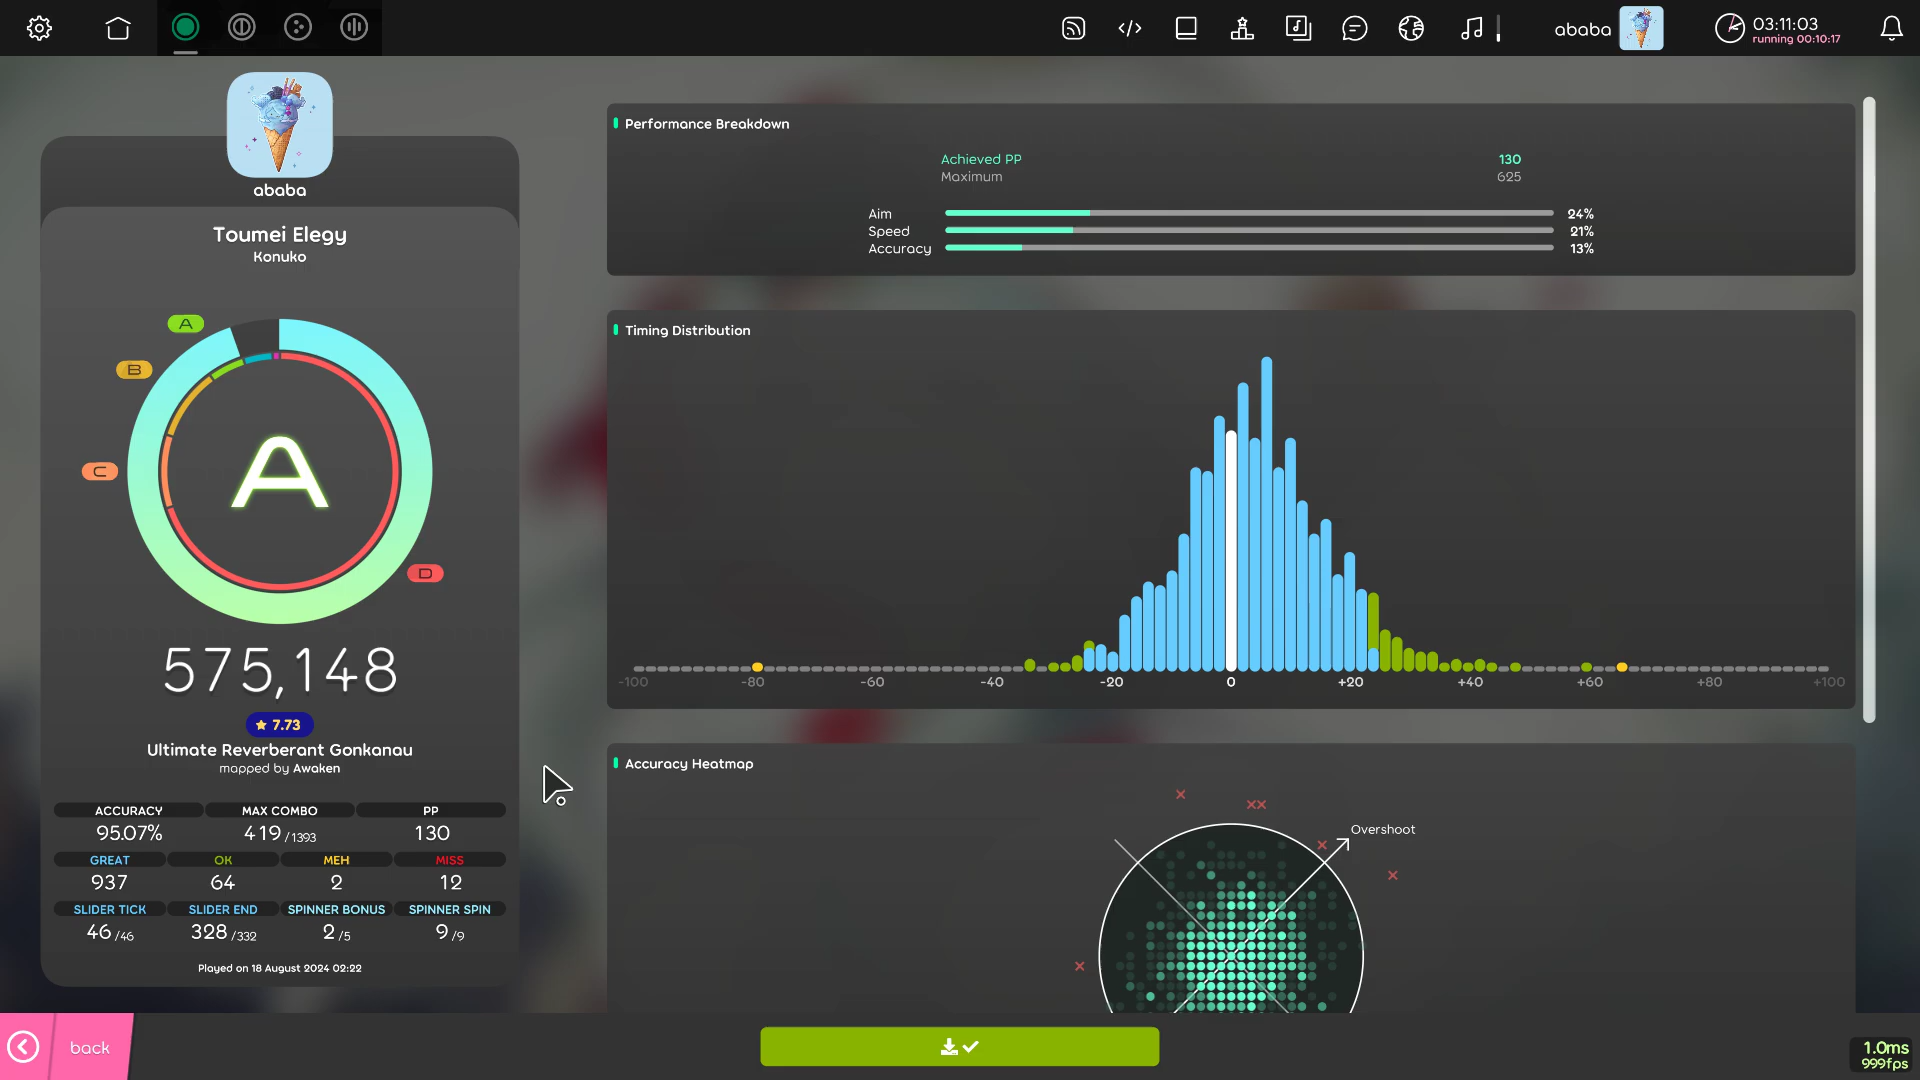 ababa
03:11:03
running 00:10:17
ababa
Toumei Elegy
Konuko
A
B
C
D
A
575,148
7.73
Ultimate Reverberant Gonkanau
mapped by Awaken
ACCURACY MAX COMBO PP
95.07% 419/1393 130
GREAT OK MEH MISS
937 64 2 12
SLIDER TICK SLIDER END SPINNER BONUS SPINNER SPIN
46/46 328/332 2/5 9/9
Played on 18 August 2024 02:22
Performance Breakdown
Achieved PP 130
Maximum 625
Aim 24%
Speed 21%
Accuracy 13%
Timing Distribution
-100 -80 -60 -40 -20 0 +20 +40 +60 +80 +100
Accuracy Heatmap
Overshoot
back
1.0ms
999fps